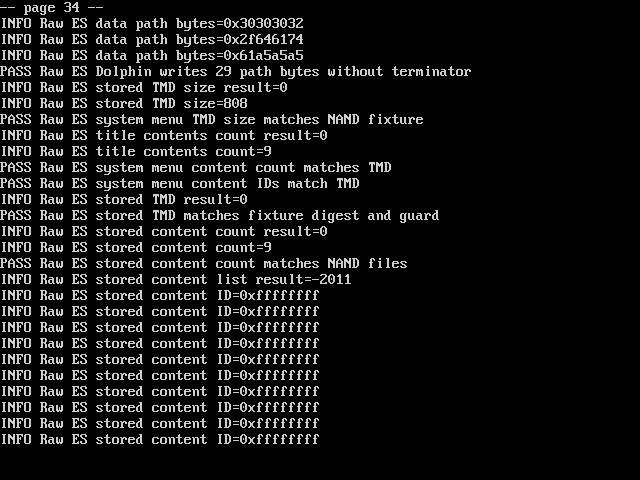 -- page 34 --
INFO Raw ES data path bytes=0x30303032
INFO Raw ES data path bytes=0x2f646174
INFO Raw ES data path bytes=0x61a5a5a5
PASS Raw ES Dolphin writes 29 path bytes without terminator
INFO Raw ES stored TMD size result=0
INFO Raw ES stored TMD size=808
PASS Raw ES system menu TMD size matches NAND fixture
INFO Raw ES title contents count result=0
INFO Raw ES title contents count=9
PASS Raw ES system menu content count matches TMD
PASS Raw ES system menu content IDs match TMD
INFO Raw ES stored TMD result=0
PASS Raw ES stored TMD matches fixture digest and guard
INFO Raw ES stored content count result=0
INFO Raw ES stored content count=9
PASS Raw ES stored content count matches NAND files
INFO Raw ES stored content list result=-2011
INFO Raw ES stored content ID=0xffffffff
INFO Raw ES stored content ID=0xffffffff
INFO Raw ES stored content ID=0xffffffff
INFO Raw ES stored content ID=0xffffffff
INFO Raw ES stored content ID=0xffffffff
INFO Raw ES stored content ID=0xffffffff
INFO Raw ES stored content ID=0xffffffff
INFO Raw ES stored content ID=0xffffffff
INFO Raw ES stored content ID=0xffffffff
INFO Raw ES stored content ID=0xffffffff